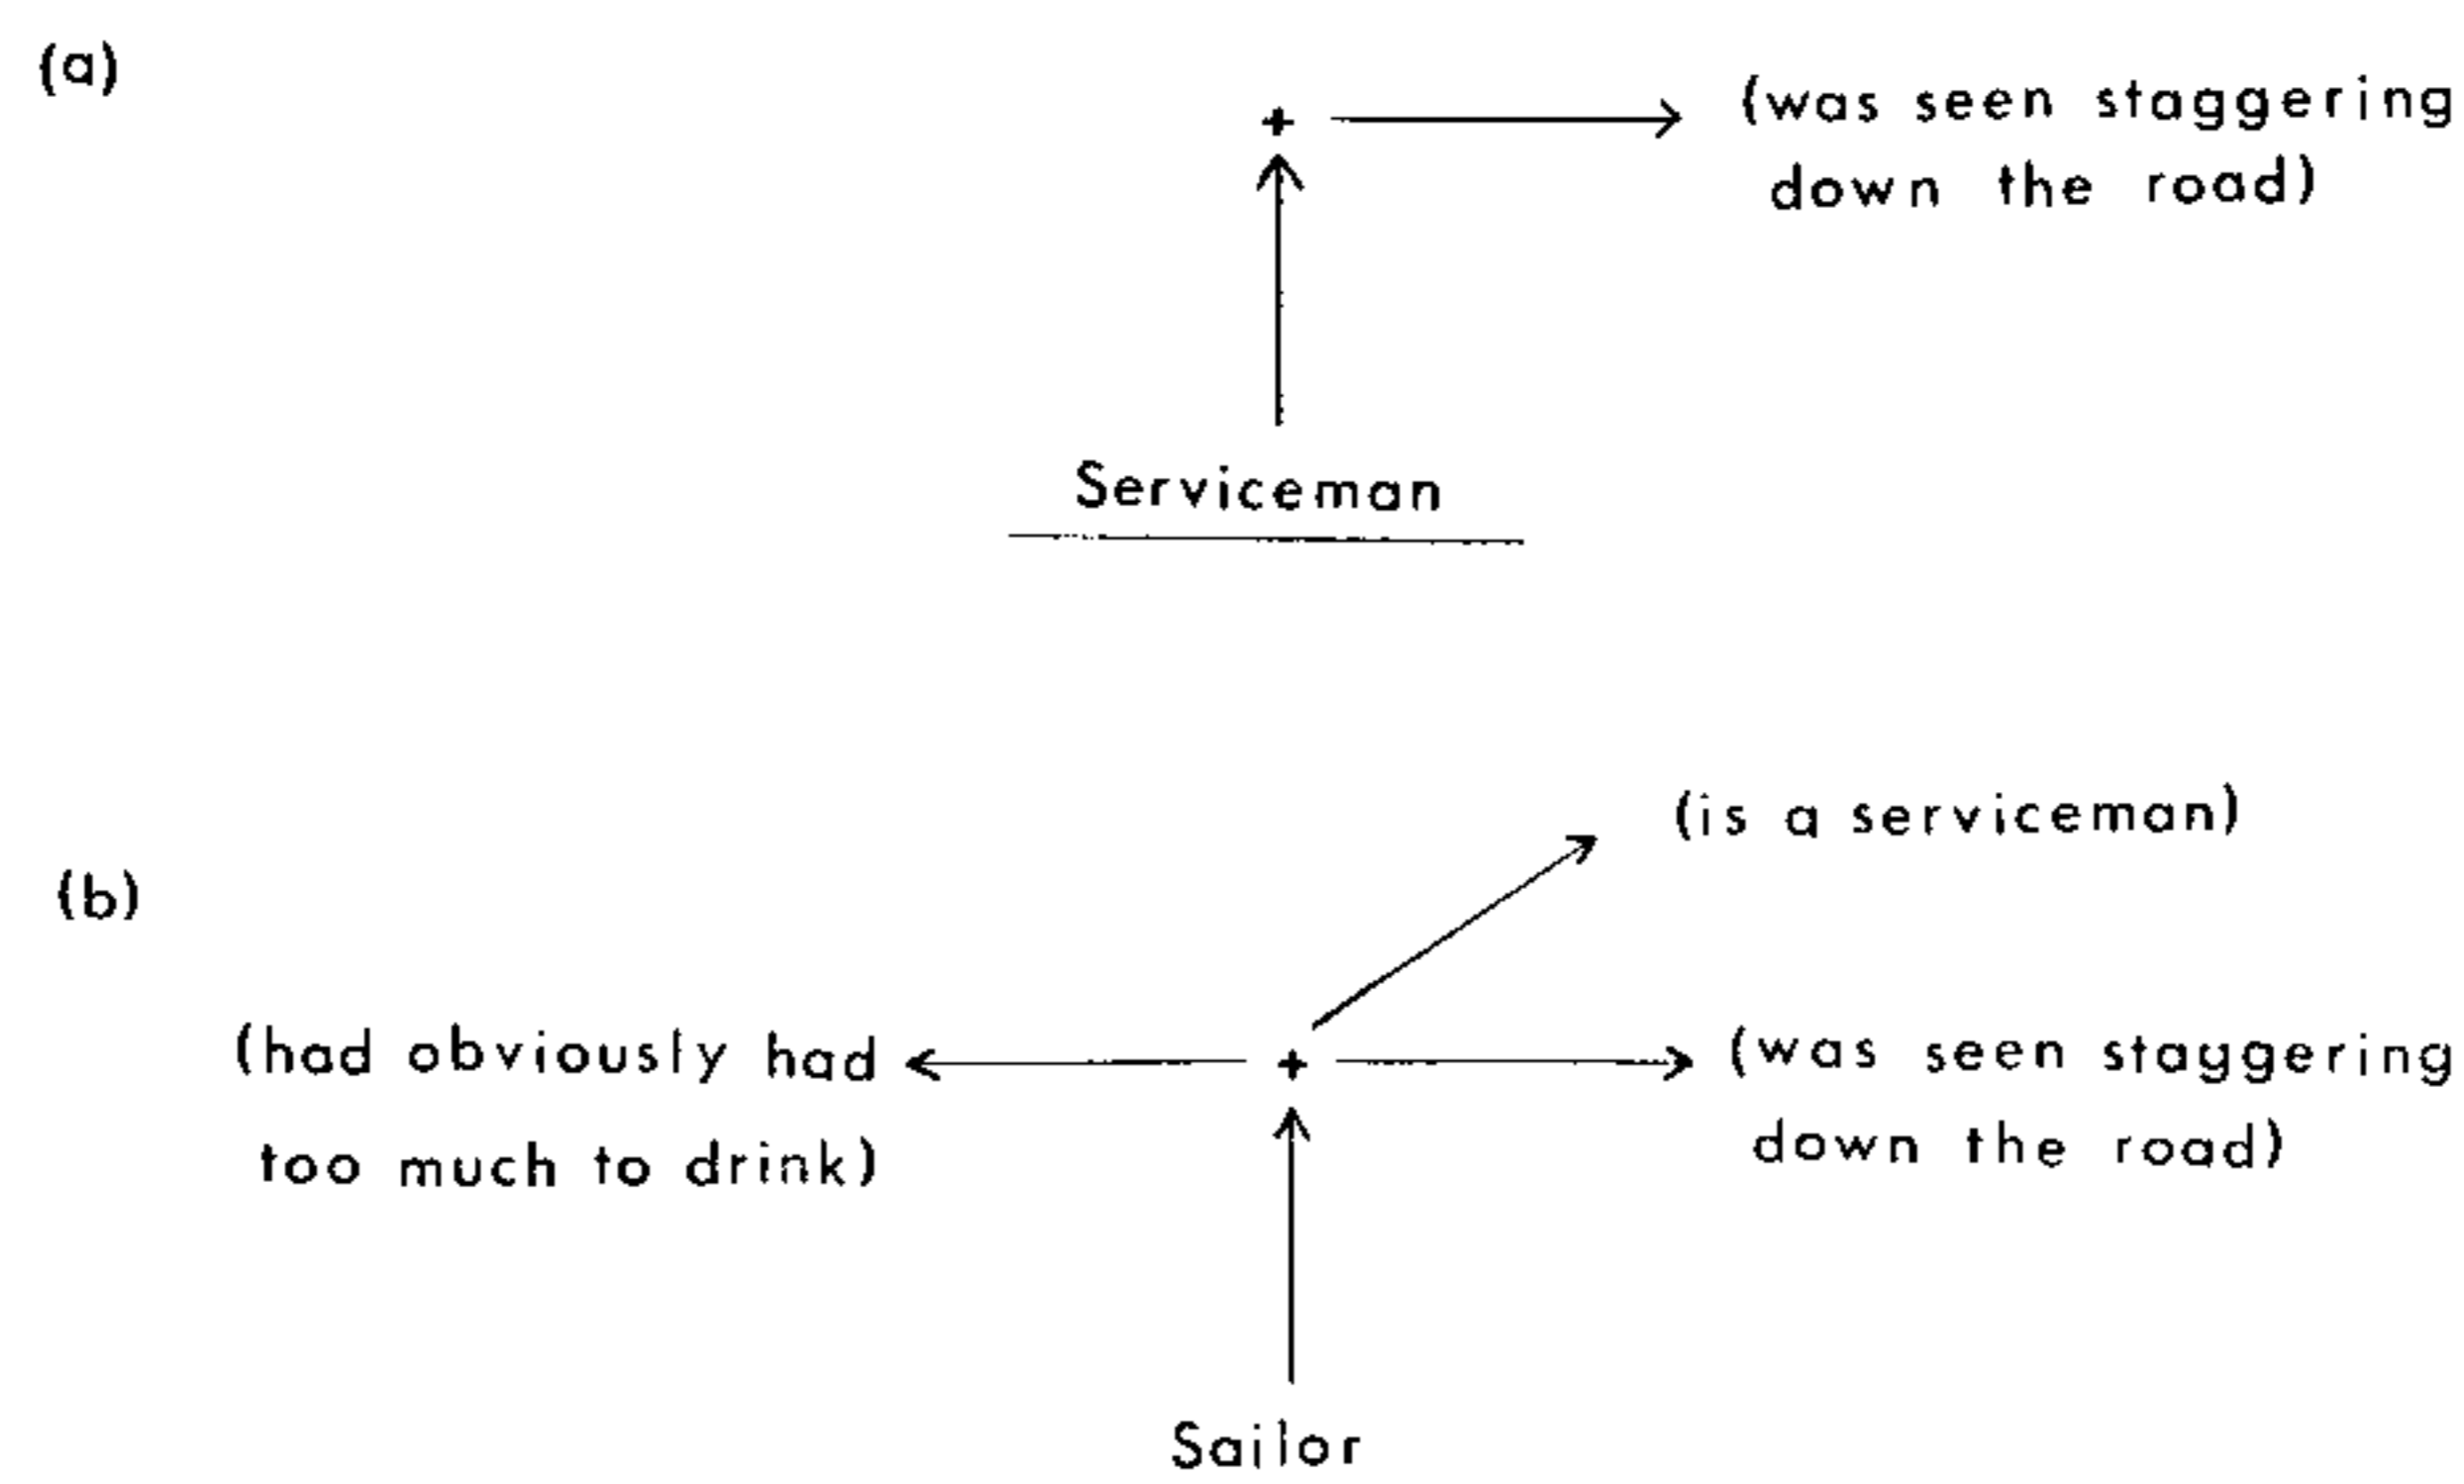 (a)
(was seen staggering
down the road)
Serviceman
(is a serviceman)
(b)
(had obviously had
too much to drink)
(was seen staggering
down the road)
Sailor